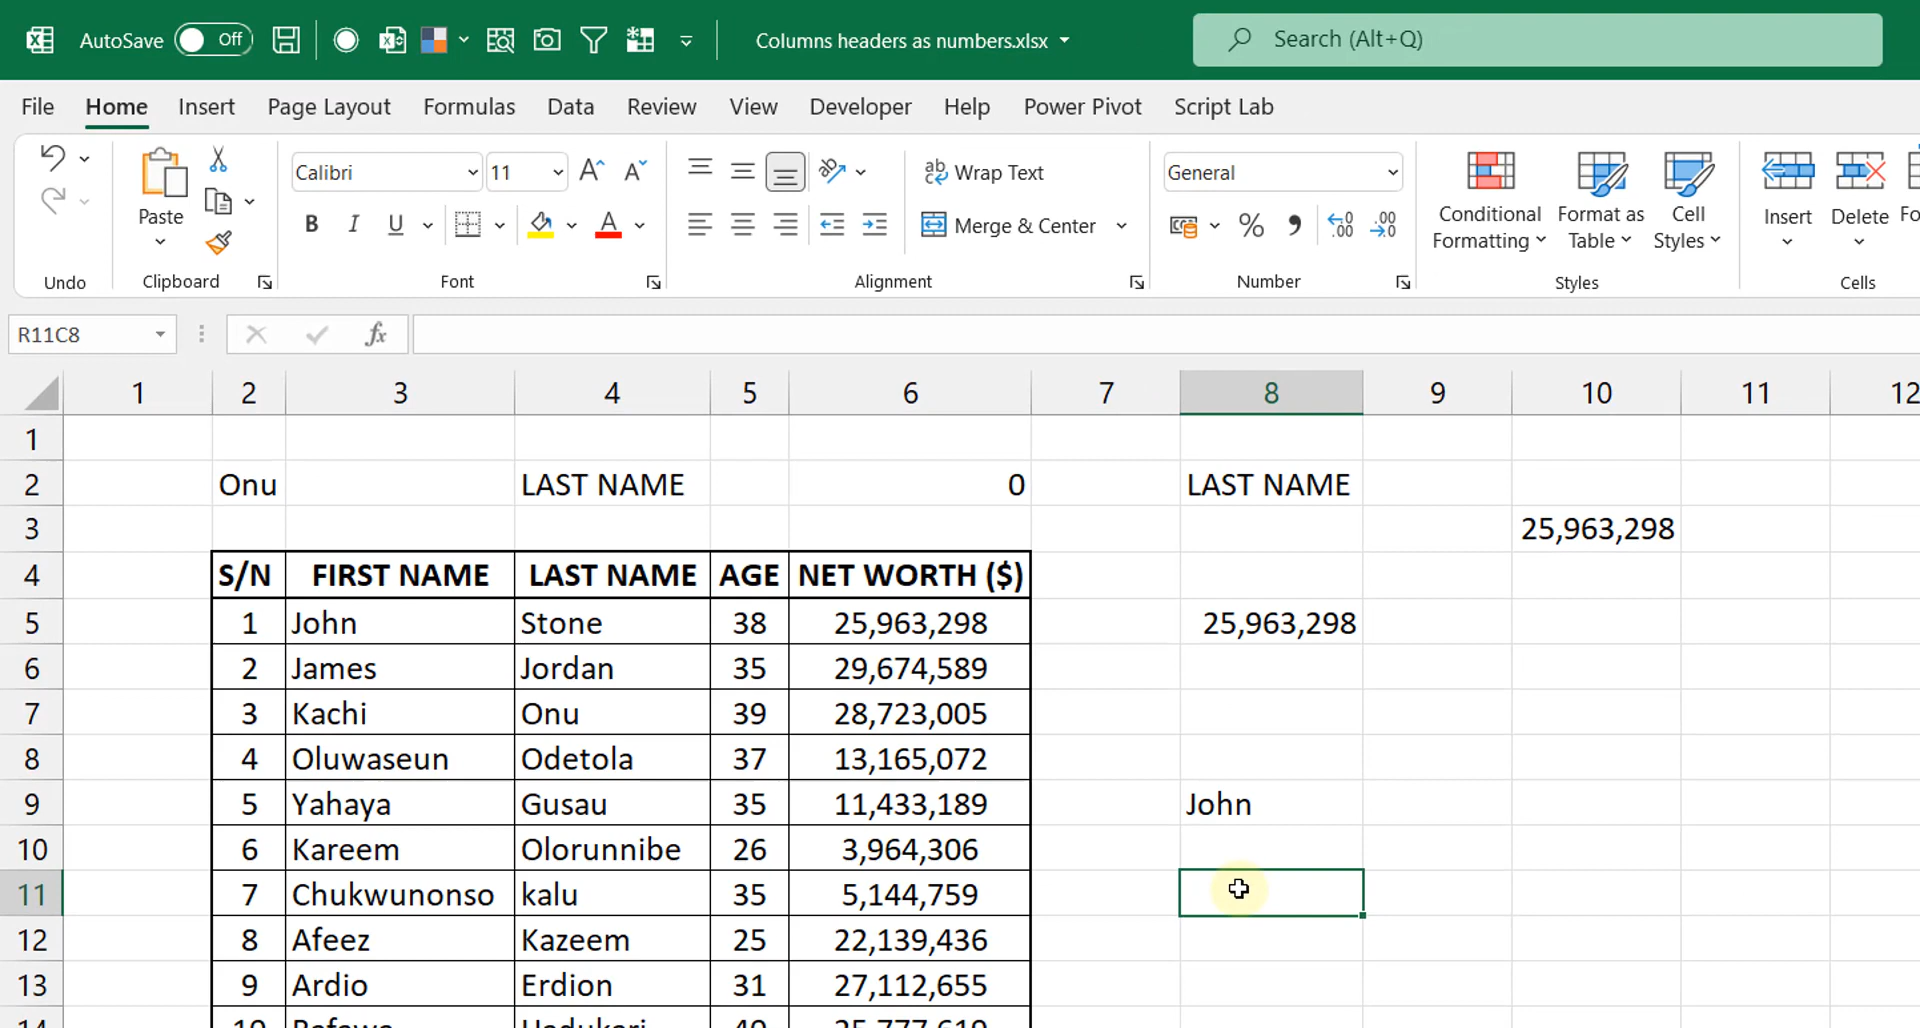 AutoSave Off Columns headers as numbers.xlsx Search (Alt+Q)
File Home Insert Page Layout Formulas Data Review View Developer Help Power Pivot Script Lab
Calibri 11 Wrap Text General
Paste B I U Merge & Center % Conditional Formatting Format as Table Cell Styles Insert Delete
Undo Clipboard Font Alignment Number Styles Cells
R11C8 fx
1 2 3 4 5 6 7 8 9 10 11 12
1
2 Onu LAST NAME 0 LAST NAME
3 25,963,298
4 S/N FIRST NAME LAST NAME AGE NET WORTH ($)
5 1 John Stone 38 25,963,298 25,963,298
6 2 James Jordan 35 29,674,589
7 3 Kachi Onu 39 28,723,005
8 4 Oluwaseun Odetola 37 13,165,072
9 5 Yahaya Gusau 35 11,433,189 John
10 6 Kareem Olorunnibe 26 3,964,306
11 7 Chukwunonso kalu 35 5,144,759
12 8 Afeez Kazeem 25 22,139,436
13 9 Ardio Erdion 31 27,112,655
14 10